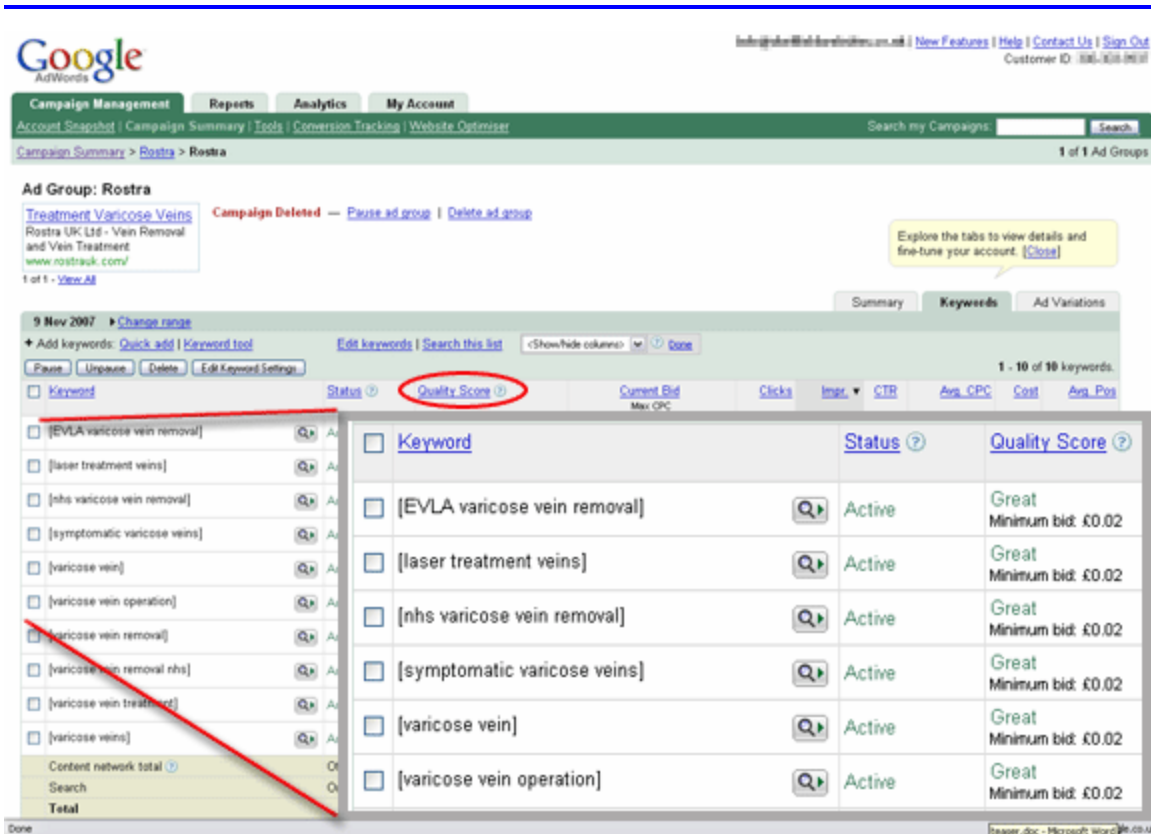 Google
AdWords
New Features | Help | Contact Us | Sign Out
Customer ID:
Campaign Management Reports Analytics My Account
Account Snapshot | Campaign Summary | Tools | Conversion Tracking | Website Optimiser Search my Campaigns: Search
Campaign Summary > Rostra > Rostra 1 of 1 Ad Groups
Ad Group: Rostra
Treatment Varicose Veins
Rostra UK Ltd - Vein Removal
and Vein Treatment
www.rostrauk.com/
1 of 1 - View All
Campaign Deleted — Pause ad group | Delete ad group
Explore the tabs to view details and
fine-tune your account. [Close]
Summary Keywords Ad Variations
9 Nov 2007 Change range
+ Add keywords: Quick add | Keyword tool Edit keywords | Search this list <Show/hide columns> Done
Pause Unpause Delete Edit Keyword Settings 1 - 10 of 10 keywords.
Keyword Status Quality Score Current Bid Clicks Impr. CTR Avg. CPC Cost Avg. Pos
Max CPC
[EVLA varicose vein removal]
[laser treatment veins]
[nhs varicose vein removal]
[symptomatic varicose veins]
[varicose vein]
[varicose vein operation]
[varicose vein removal]
[varicose vein removal nhs]
[varicose vein treatment]
[varicose veins]
Content network total
Search
Total
Keyword Status Quality Score
[EVLA varicose vein removal] Active Great
Minimum bid: £0.02
[laser treatment veins] Active Great
Minimum bid: £0.02
[nhs varicose vein removal] Active Great
Minimum bid: £0.02
[symptomatic varicose veins] Active Great
Minimum bid: £0.02
[varicose vein] Active Great
Minimum bid: £0.02
[varicose vein operation] Active Great
Minimum bid: £0.02
Done
teaser.doc - Microsoft Word